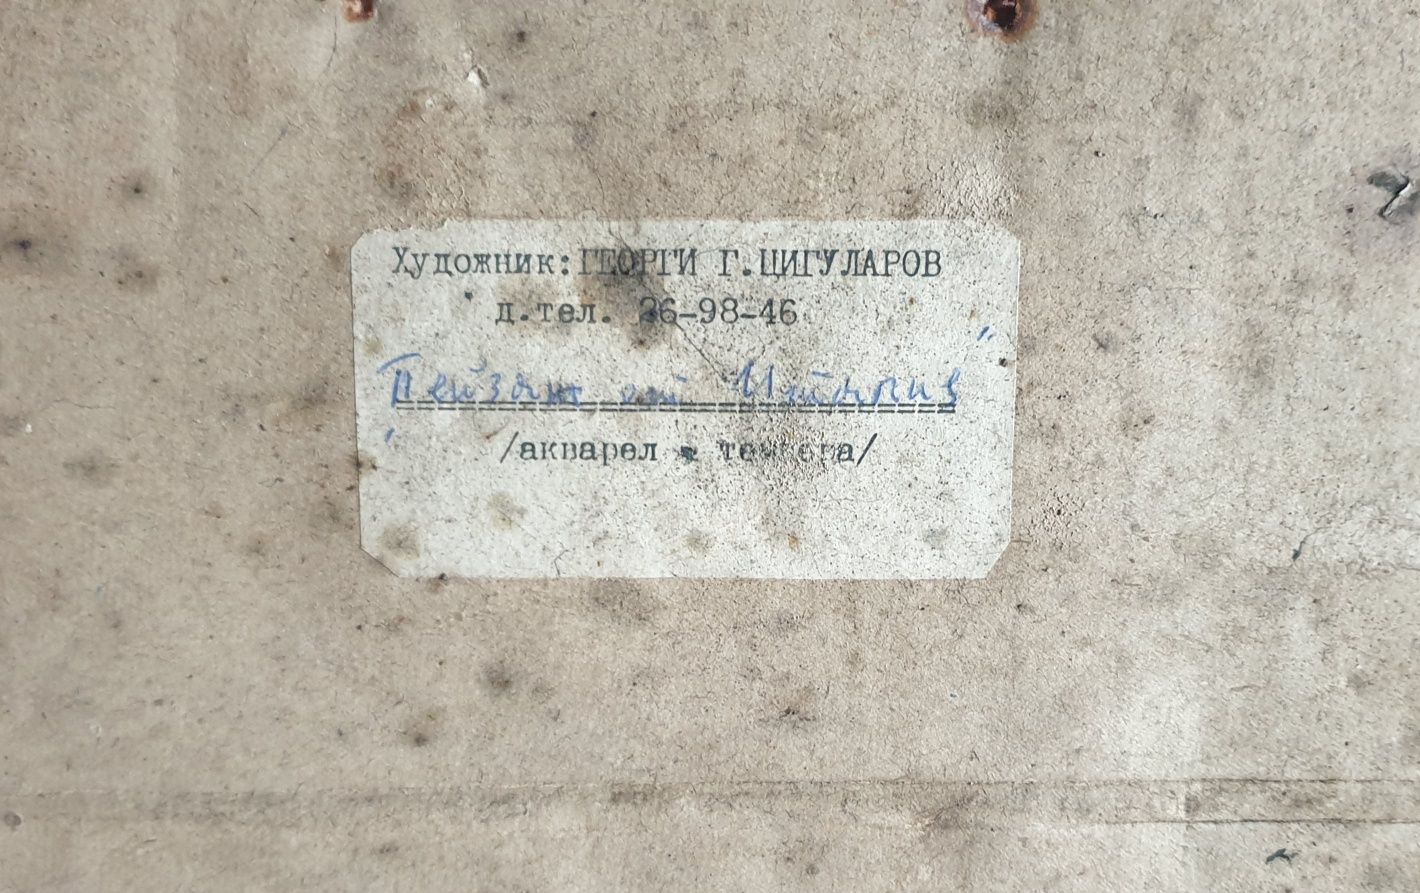 Художник: ГЕОРГИ Г. ЦИГУЛАРОВ
д. тел. 26-98-46
"Пейзаж от Италия"
/акварел и темпера/